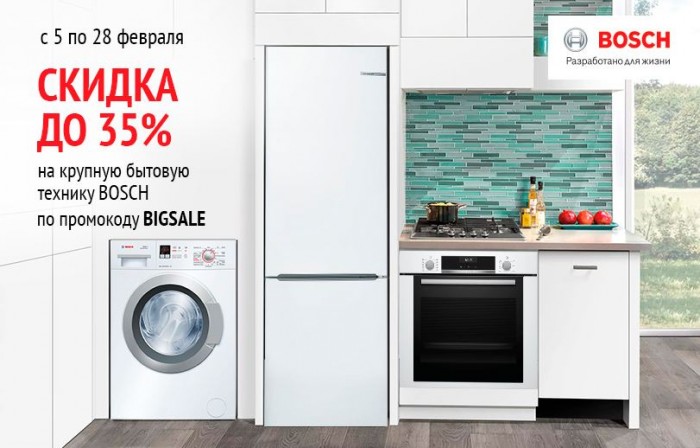 с 5 по 28 февраля
СКИДКА
ДО 35%
на крупную бытовую
технику BOSCH
по промокоду BIGSALE
BOSCH
Разработано для жизни